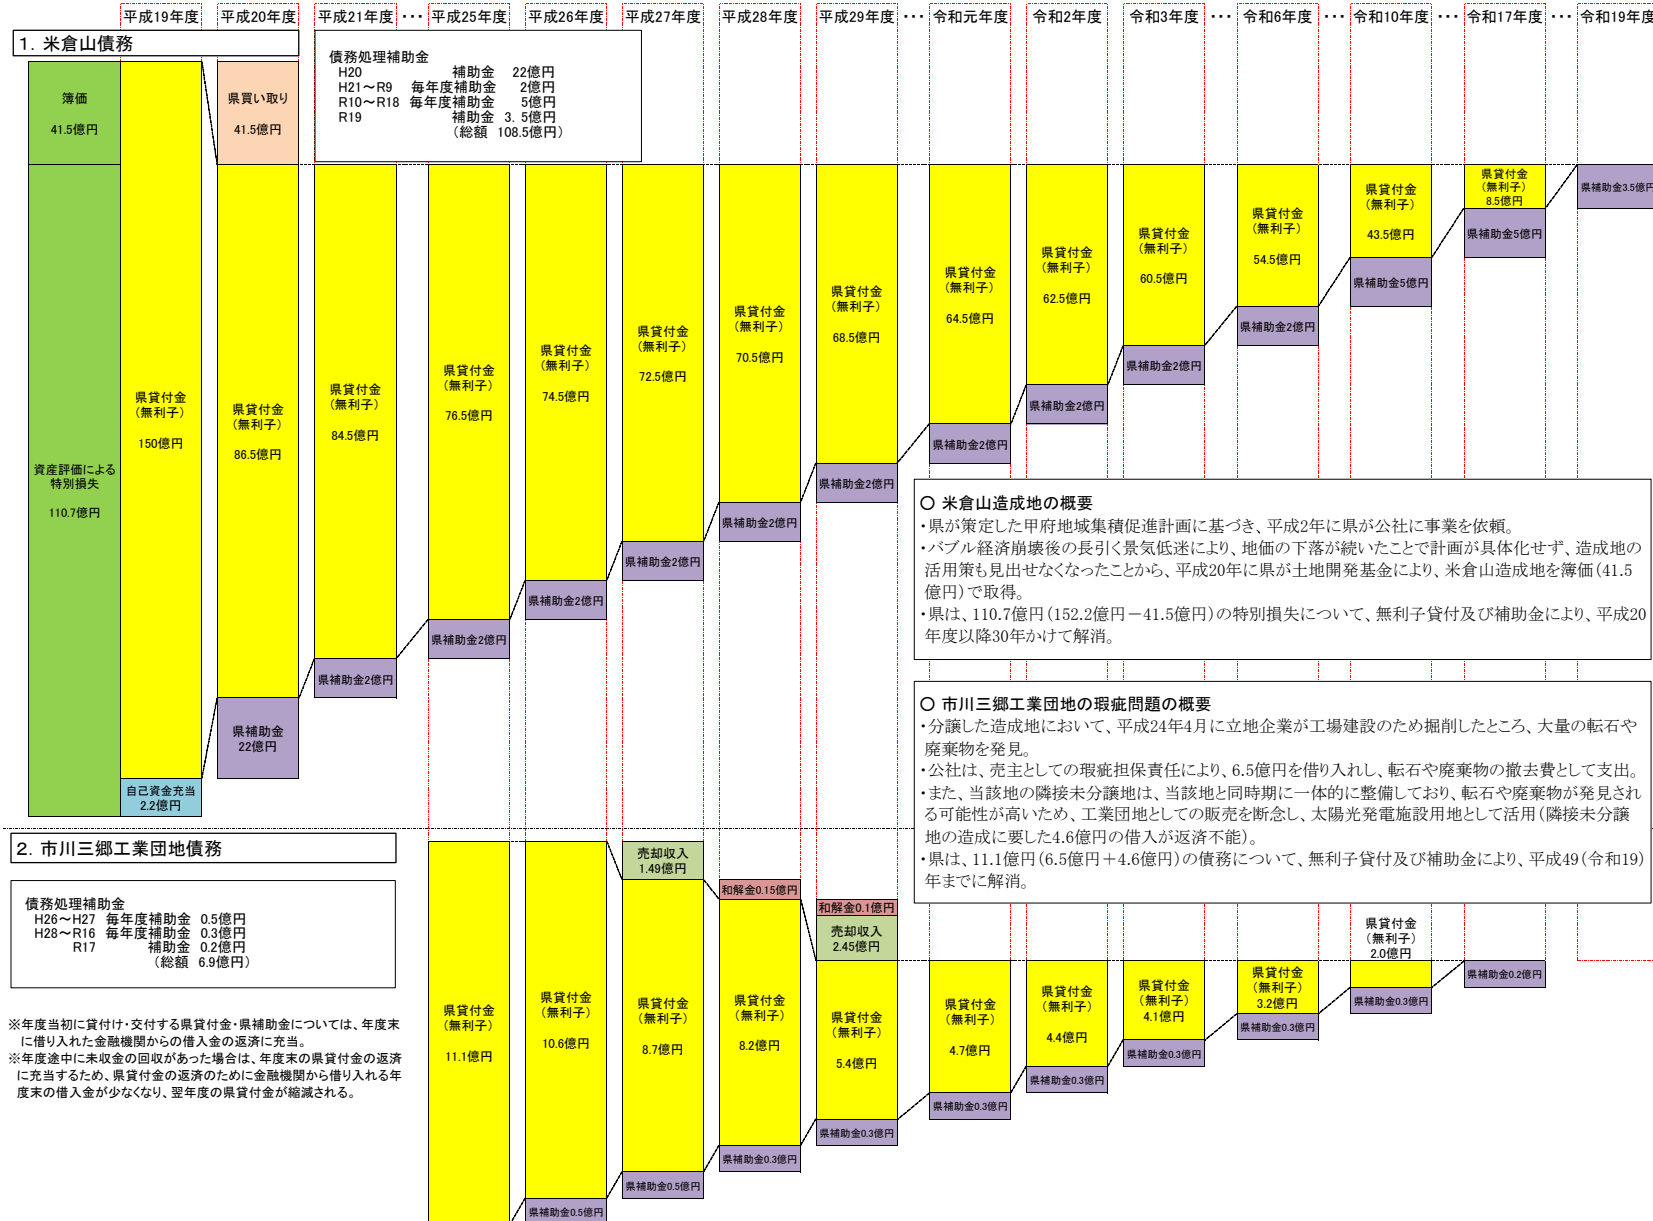 平成19年度 平成20年度 平成21年度 ・・・ 平成25年度 平成26年度 平成27年度 平成28年度 平成29年度 ・・・ 令和元年度 令和2年度 令和3年度 ・・・ 令和6年度 ・・・ 令和10年度 ・・・ 令和17年度 ・・・ 令和19年度
1．米倉山債務
債務処理補助金
H20 補助金 22億円
H21～R9 毎年度補助金 2億円
R10～R18 毎年度補助金 5億円
R19 補助金 3．5億円
（総額 108.5億円）
簿価
41.5億円
資産評価による
特別損失
110.7億円
県貸付金
（無利子）
150億円
自己資金充当
2.2億円
県買い取り
41.5億円
県貸付金
（無利子）
86.5億円
県補助金
22億円
県貸付金
（無利子）
84.5億円
県補助金2億円
県貸付金
（無利子）
76.5億円
県補助金2億円
県貸付金
（無利子）
74.5億円
県補助金2億円
県貸付金
（無利子）
72.5億円
県補助金2億円
県貸付金
（無利子）
70.5億円
県補助金2億円
県貸付金
（無利子）
68.5億円
県補助金2億円
県貸付金
（無利子）
64.5億円
県補助金2億円
県貸付金
（無利子）
62.5億円
県補助金2億円
県貸付金
（無利子）
60.5億円
県補助金2億円
県貸付金
（無利子）
54.5億円
県補助金2億円
県貸付金
（無利子）
43.5億円
県補助金5億円
県貸付金
（無利子）
8.5億円
県補助金5億円
県補助金3.5億円
○ 米倉山造成地の概要
・県が策定した甲府地域集積促進計画に基づき、平成2年に県が公社に事業を依頼。
・バブル経済崩壊後の長引く景気低迷により、地価の下落が続いたことで計画が具体化せず、造成地の
活用策も見出せなくなったことから、平成20年に県が土地開発基金により、米倉山造成地を簿価（41.5
億円）で取得。
・県は、110.7億円（152.2億円－41.5億円）の特別損失について、無利子貸付及び補助金により、平成20
年度以降30年かけて解消。
○ 市川三郷工業団地の瑕疵問題の概要
・分譲した造成地において、平成24年4月に立地企業が工場建設のため掘削したところ、大量の転石や
廃棄物を発見。
・公社は、売主としての瑕疵担保責任により、6.5億円を借り入れし、転石や廃棄物の撤去費として支出。
・また、当該地の隣接未分譲地は、当該地と同時期に一体的に整備しており、転石や廃棄物が発見され
る可能性が高いため、工業団地としての販売を断念し、太陽光発電施設用地として活用（隣接未分譲
地の造成に要した4.6億円の借入が返済不能）。
・県は、11.1億円（6.5億円＋4.6億円）の債務について、無利子貸付及び補助金により、平成49（令和19）
年までに解消。
2．市川三郷工業団地債務
債務処理補助金
H26～H27 毎年度補助金 0.5億円
H28～R16 毎年度補助金 0.3億円
R17 補助金 0.2億円
（総額 6.9億円）
※年度当初に貸付け・交付する県貸付金・県補助金については、年度末
に借り入れた金融機関からの借入金の返済に充当。
※年度途中に未収金の回収があった場合は、年度末の県貸付金の返済
に充当するため、県貸付金の返済のために金融機関から借り入れる年
度末の借入金が少なくなり、翌年度の県貸付金が縮減される。
県貸付金
（無利子）
11.1億円
県貸付金
（無利子）
10.6億円
県補助金0.5億円
売却収入
1.49億円
県貸付金
（無利子）
8.7億円
県補助金0.5億円
和解金0.15億円
県貸付金
（無利子）
8.2億円
県補助金0.3億円
和解金0.1億円
売却収入
2.45億円
県貸付金
（無利子）
5.4億円
県補助金0.3億円
県貸付金
（無利子）
4.7億円
県補助金0.3億円
県貸付金
（無利子）
4.4億円
県補助金0.3億円
県貸付金
（無利子）
4.1億円
県補助金0.3億円
県貸付金
（無利子）
3.2億円
県補助金0.3億円
県貸付金
（無利子）
2.0億円
県補助金0.3億円
県補助金0.2億円